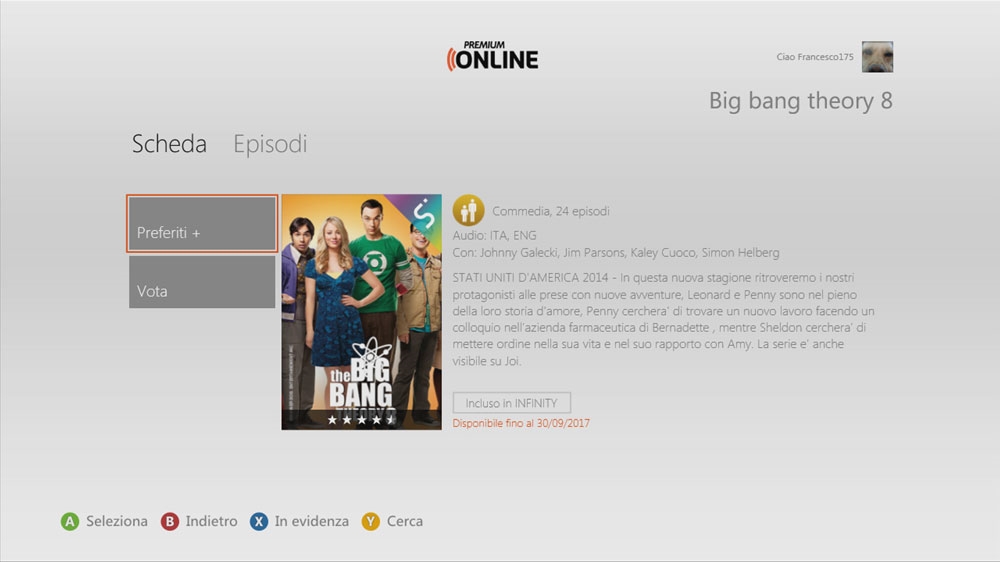 PREMIUM
ONLINE
Ciao Francesco175
Big bang theory 8
Scheda Episodi
Preferiti +
Vota
the BIG
BANG
THEORY
Commedia, 24 episodi
Audio: ITA, ENG
Con: Johnny Galecki, Jim Parsons, Kaley Cuoco, Simon Helberg
STATI UNITI D'AMERICA 2014 - In questa nuova stagione ritroveremo i nostri
protagonisti alle prese con nuove avventure, Leonard e Penny sono nel pieno
della loro storia d'amore, Penny cerchera' di trovare un nuovo lavoro facendo un
colloquio nell'azienda farmaceutica di Bernadette , mentre Sheldon cerchera' di
mettere ordine nella sua vita e nel suo rapporto con Amy. La serie e' anche
visibile su Joi.
Incluso in INFINITY
Disponibile fino al 30/09/2017
A Seleziona B Indietro X In evidenza Y Cerca